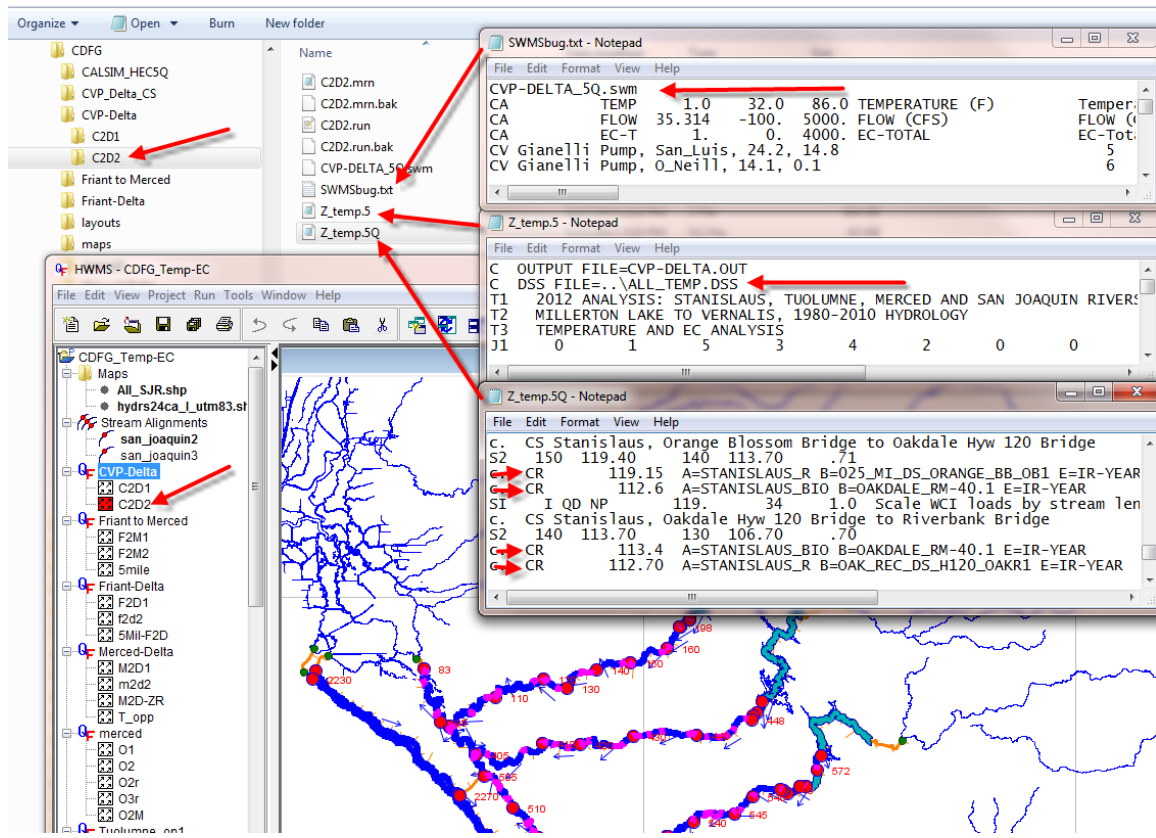 Organize Open Burn New folder
CDFG
CALSIM_HEC5Q
CVP_Delta_CS
CVP-Delta
C2D1
C2D2
Friant to Merced
Friant-Delta
layouts
maps
Name
C2D2.mrn
C2D2.mrn.bak
C2D2.run
C2D2.run.bak
CVP-DELTA_5Q.swm
SWMSbug.txt
Z_temp.5
Z_temp.5Q
SWMSbug.txt - Notepad
File Edit Format View Help
CVP-DELTA_5Q.swm
CA TEMP 1.0 32.0 86.0 TEMPERATURE (F)
CA FLOW 35.314 -100. 5000. FLOW (CFS)
CA EC-T 1. 0. 4000. EC-TOTAL
CV Gianelli Pump, San_Luis, 24.2, 14.8 5
CV Gianelli Pump, O_Neill, 14.1, 0.1 6
Z_temp.5 - Notepad
File Edit Format View Help
C OUTPUT FILE=CVP-DELTA.OUT
C DSS FILE=..\ALL_TEMP.DSS
T1 2012 ANALYSIS: STANISLAUS, TUOLUMNE, MERCED AND SAN JOAQUIN RIVERS
T2 MILLERTON LAKE TO VERNALIS, 1980-2010 HYDROLOGY
T3 TEMPERATURE AND EC ANALYSIS
J1 0 1 5 3 4 2 0 0
Z_temp.5Q - Notepad
File Edit Format View Help
c. CS Stanislaus, Orange Blossom Bridge to Oakdale Hyw 120 Bridge
S2 150 119.40 140 113.70 .71
c. CR 119.15 A=STANISLAUS_R B=025_MI_DS_ORANGE_BB_OB1 E=IR-YEAR
c. CR 112.6 A=STANISLAUS_BIO B=OAKDALE_RM-40.1 E=IR-YEAR
SI I QD NP 119. 34 1.0 Scale WCI loads by stream len
c. CS Stanislaus, Oakdale Hyw 120 Bridge to Riverbank Bridge
S2 140 113.70 130 106.70 .70
c. CR 113.4 A=STANISLAUS_BIO B=OAKDALE_RM-40.1 E=IR-YEAR
c. CR 112.70 A=STANISLAUS_R B=OAK_REC_DS_H120_OAKR1 E=IR-YEAR
HWMS - CDFG_Temp-EC
File Edit View Project Run Tools Window Help
CDFG_Temp-EC
Maps
All_SJR.shp
hydrs24ca_l_utm83.sh
Stream Alignments
san_joaquin2
san_joaquin3
CVP-Delta
C2D1
C2D2
Friant to Merced
F2M1
F2M2
5mile
Friant-Delta
F2D1
f2d2
5Mil-F2D
Merced-Delta
M2D1
m2d2
M2D-ZR
T_opp
merced
O1
O2
O2r
O3r
O2M
Tuolumne_op1
198
160
83
2230
130
110
448
572
2270
510
545
540